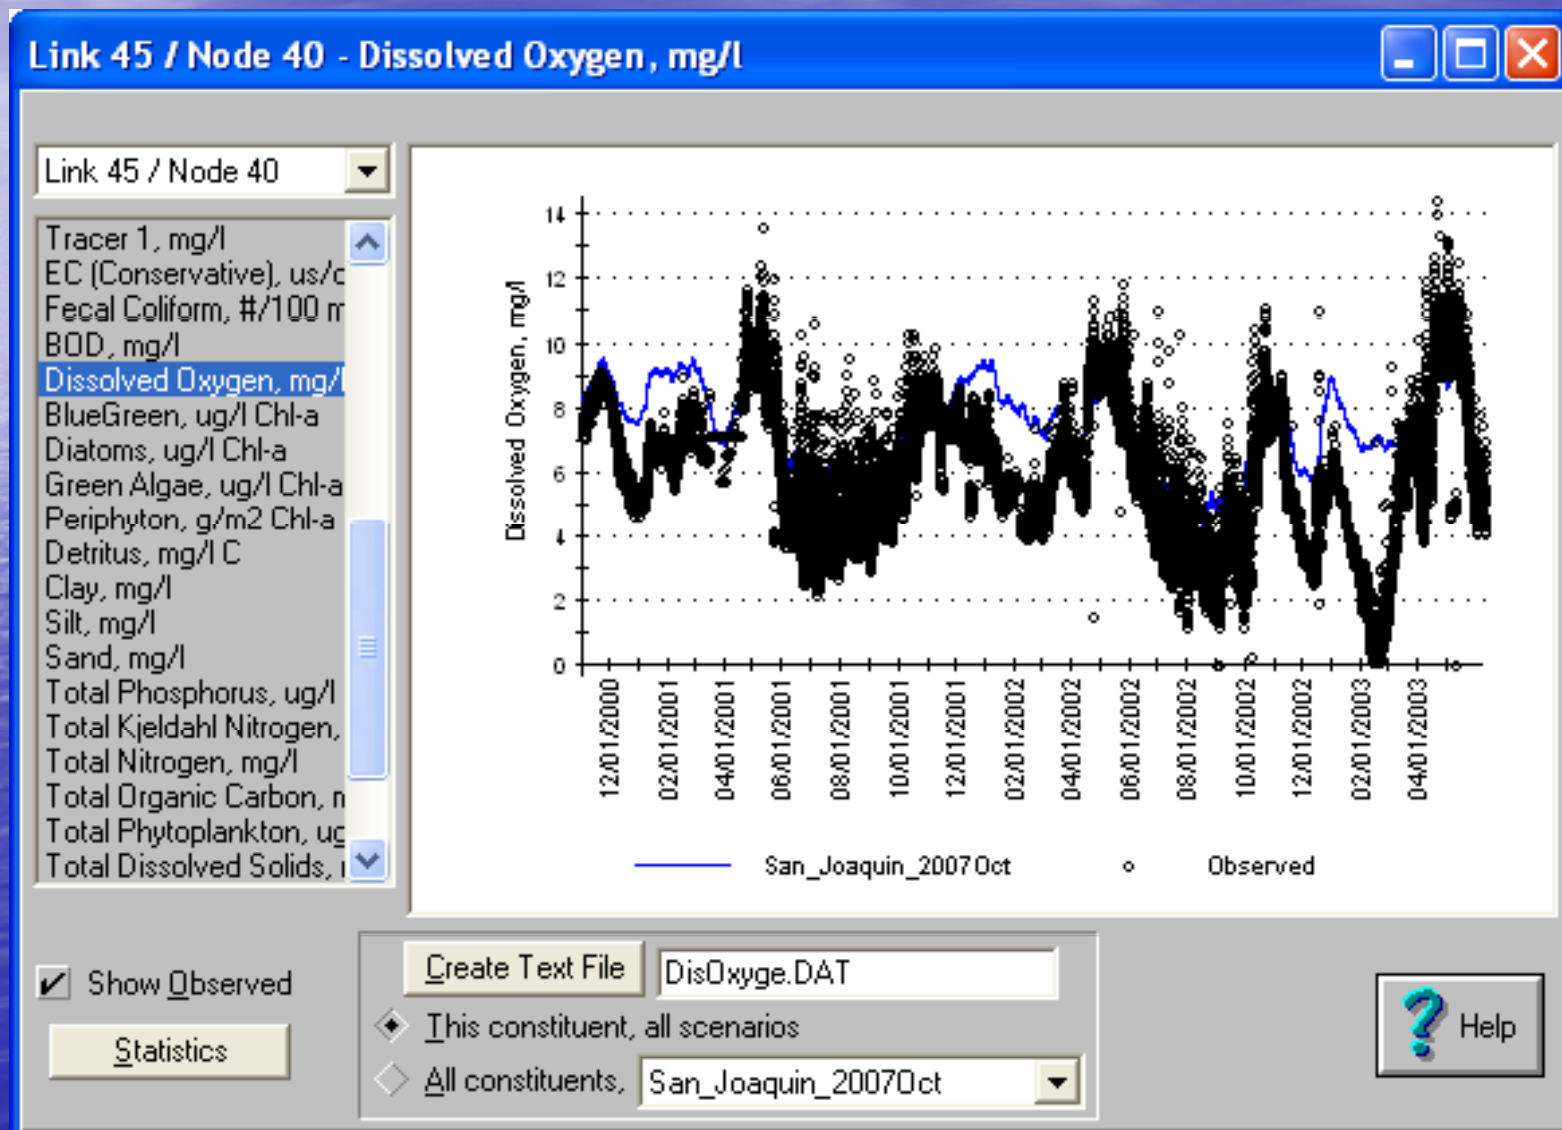 Link 45 / Node 40 - Dissolved Oxygen, mg/l
Link 45 / Node 40
Tracer 1, mg/l
EC (Conservative), us/c
Fecal Coliform, #/100 m
BOD, mg/l
Dissolved Oxygen, mg/l
BlueGreen, ug/l Chl-a
Diatoms, ug/l Chl-a
Green Algae, ug/l Chl-a
Periphyton, g/m2 Chl-a
Detritus, mg/l C
Clay, mg/l
Silt, mg/l
Sand, mg/l
Total Phosphorus, ug/l
Total Kjeldahl Nitrogen,
Total Nitrogen, mg/l
Total Organic Carbon, m
Total Phytoplankton, ug
Total Dissolved Solids,
Dissolved Oxygen, mg/l
14
12
10
8
6
4
2
0
12/01/2000
02/01/2001
04/01/2001
06/01/2001
08/01/2001
10/01/2001
12/01/2001
02/01/2002
04/01/2002
06/01/2002
08/01/2002
10/01/2002
12/01/2002
02/01/2003
04/01/2003
San_Joaquin_2007Oct
Observed
Show Observed
Statistics
Create Text File
DisOxyge.DAT
This constituent, all scenarios
All constituents,
San_Joaquin_2007Oct
Help